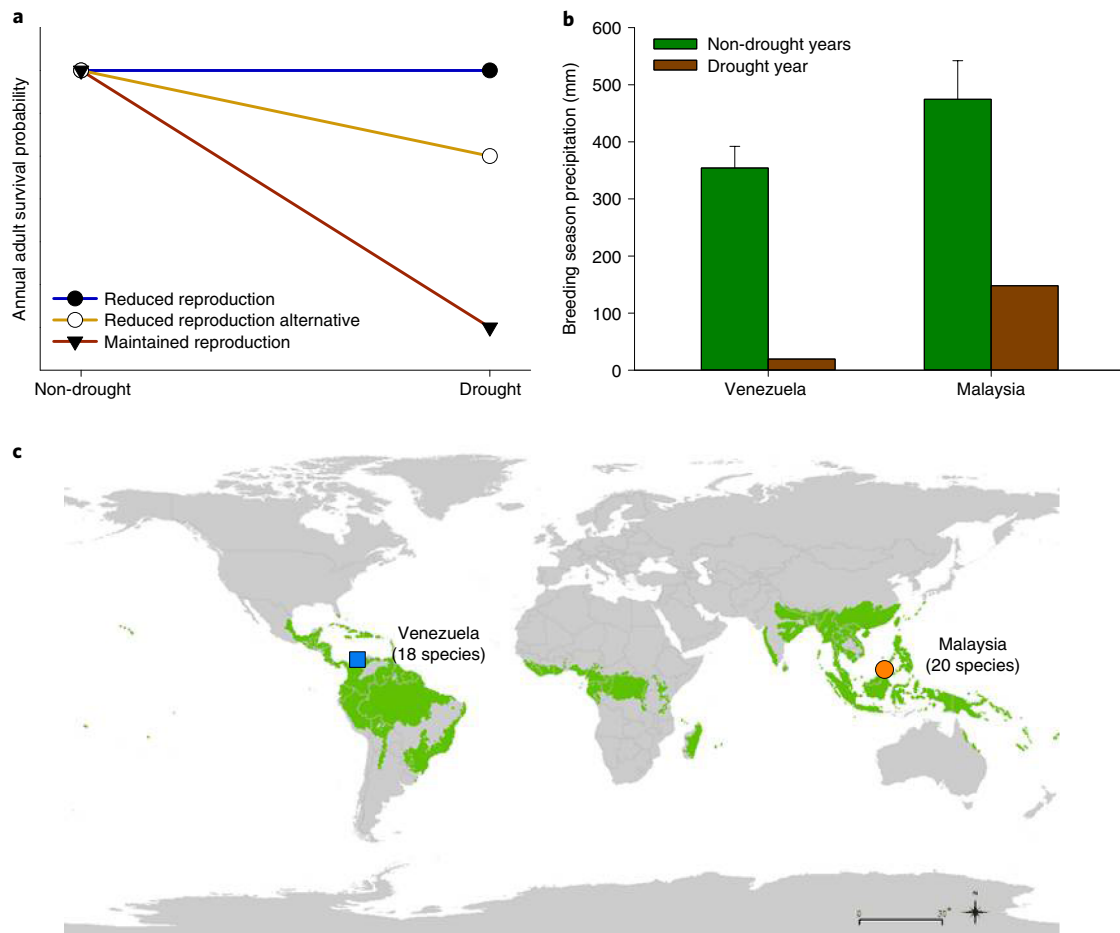 a
Annual adult survival probability
Reduced reproduction
Reduced reproduction alternative
Maintained reproduction
Non-drought
Drought
b
Breeding season precipitation (mm)
600
500
400
300
200
100
0
Non-drought years
Drought year
Venezuela
Malaysia
c
Venezuela
(18 species)
Malaysia
(20 species)
0